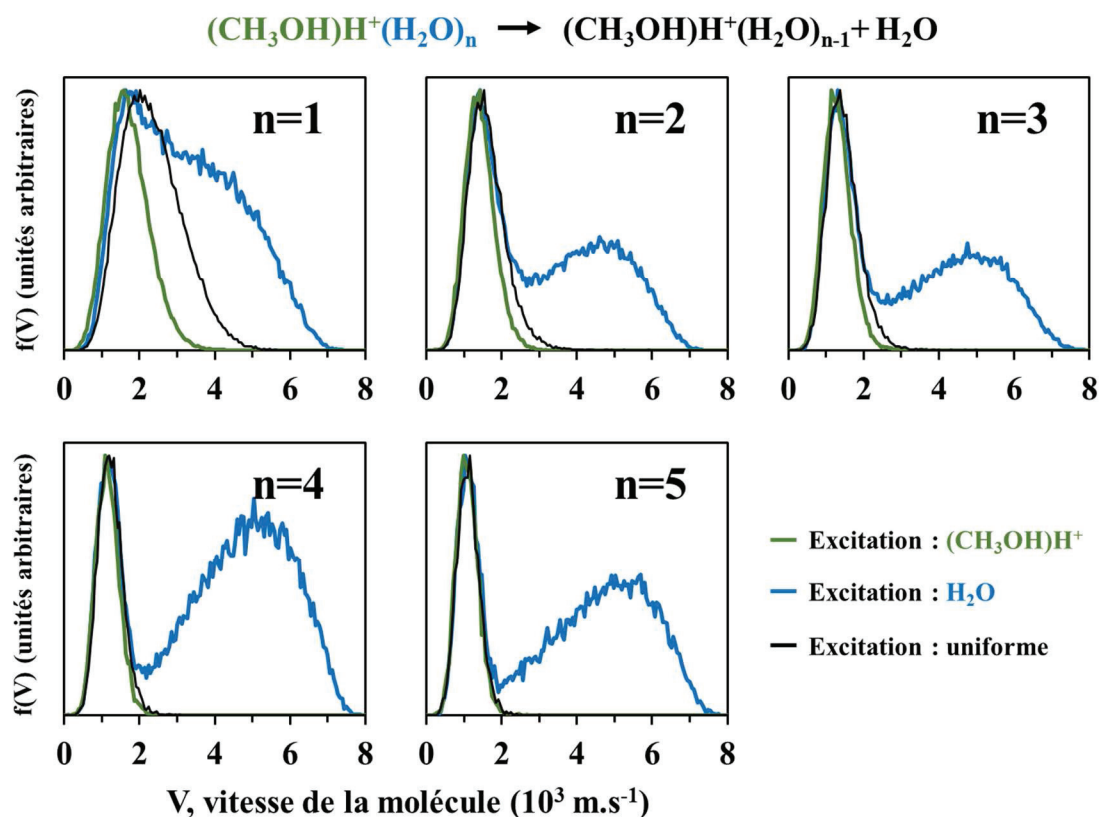 (CH₃OH)H⁺(H₂O)ₙ → (CH₃OH)H⁺(H₂O)ₙ₋₁ + H₂O
f(V) (unités arbitraires)
n=1
n=2
n=3
0 2 4 6 8
0 2 4 6 8
0 2 4 6 8
f(V) (unités arbitraires)
n=4
n=5
0 2 4 6 8
0 2 4 6 8
Excitation : (CH₃OH)H⁺
Excitation : H₂O
Excitation : uniforme
V, vitesse de la molécule (10³ m.s⁻¹)